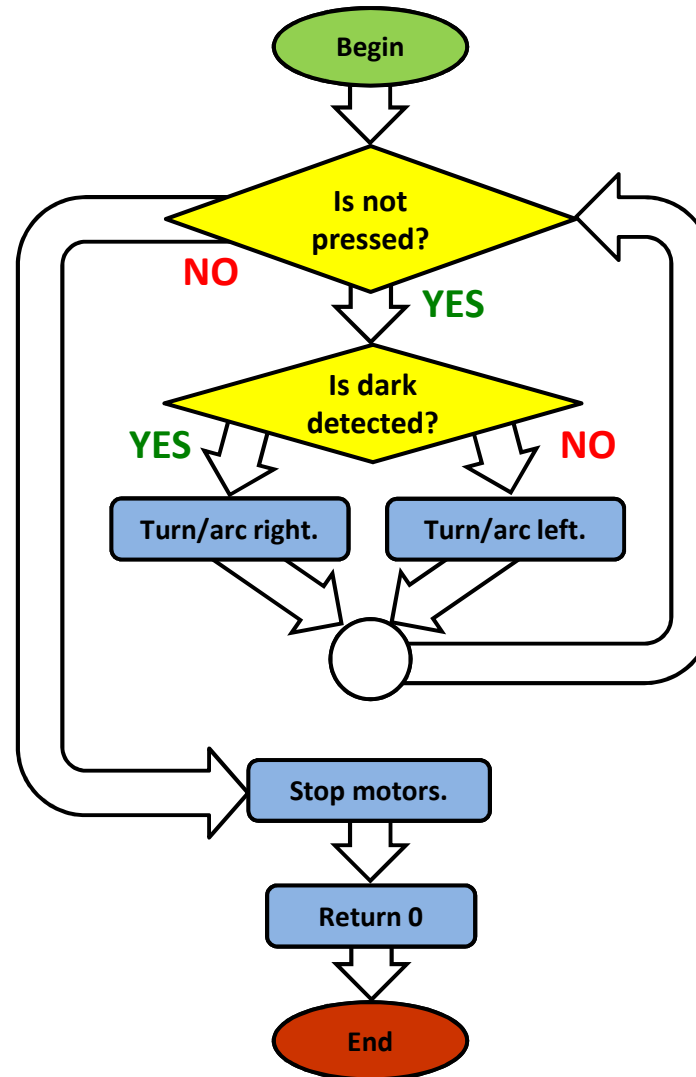 Begin
Is not
pressed?
NO
YES
Is dark
detected?
YES
NO
Turn/arc right.
Turn/arc left.
Stop motors.
Return 0
End